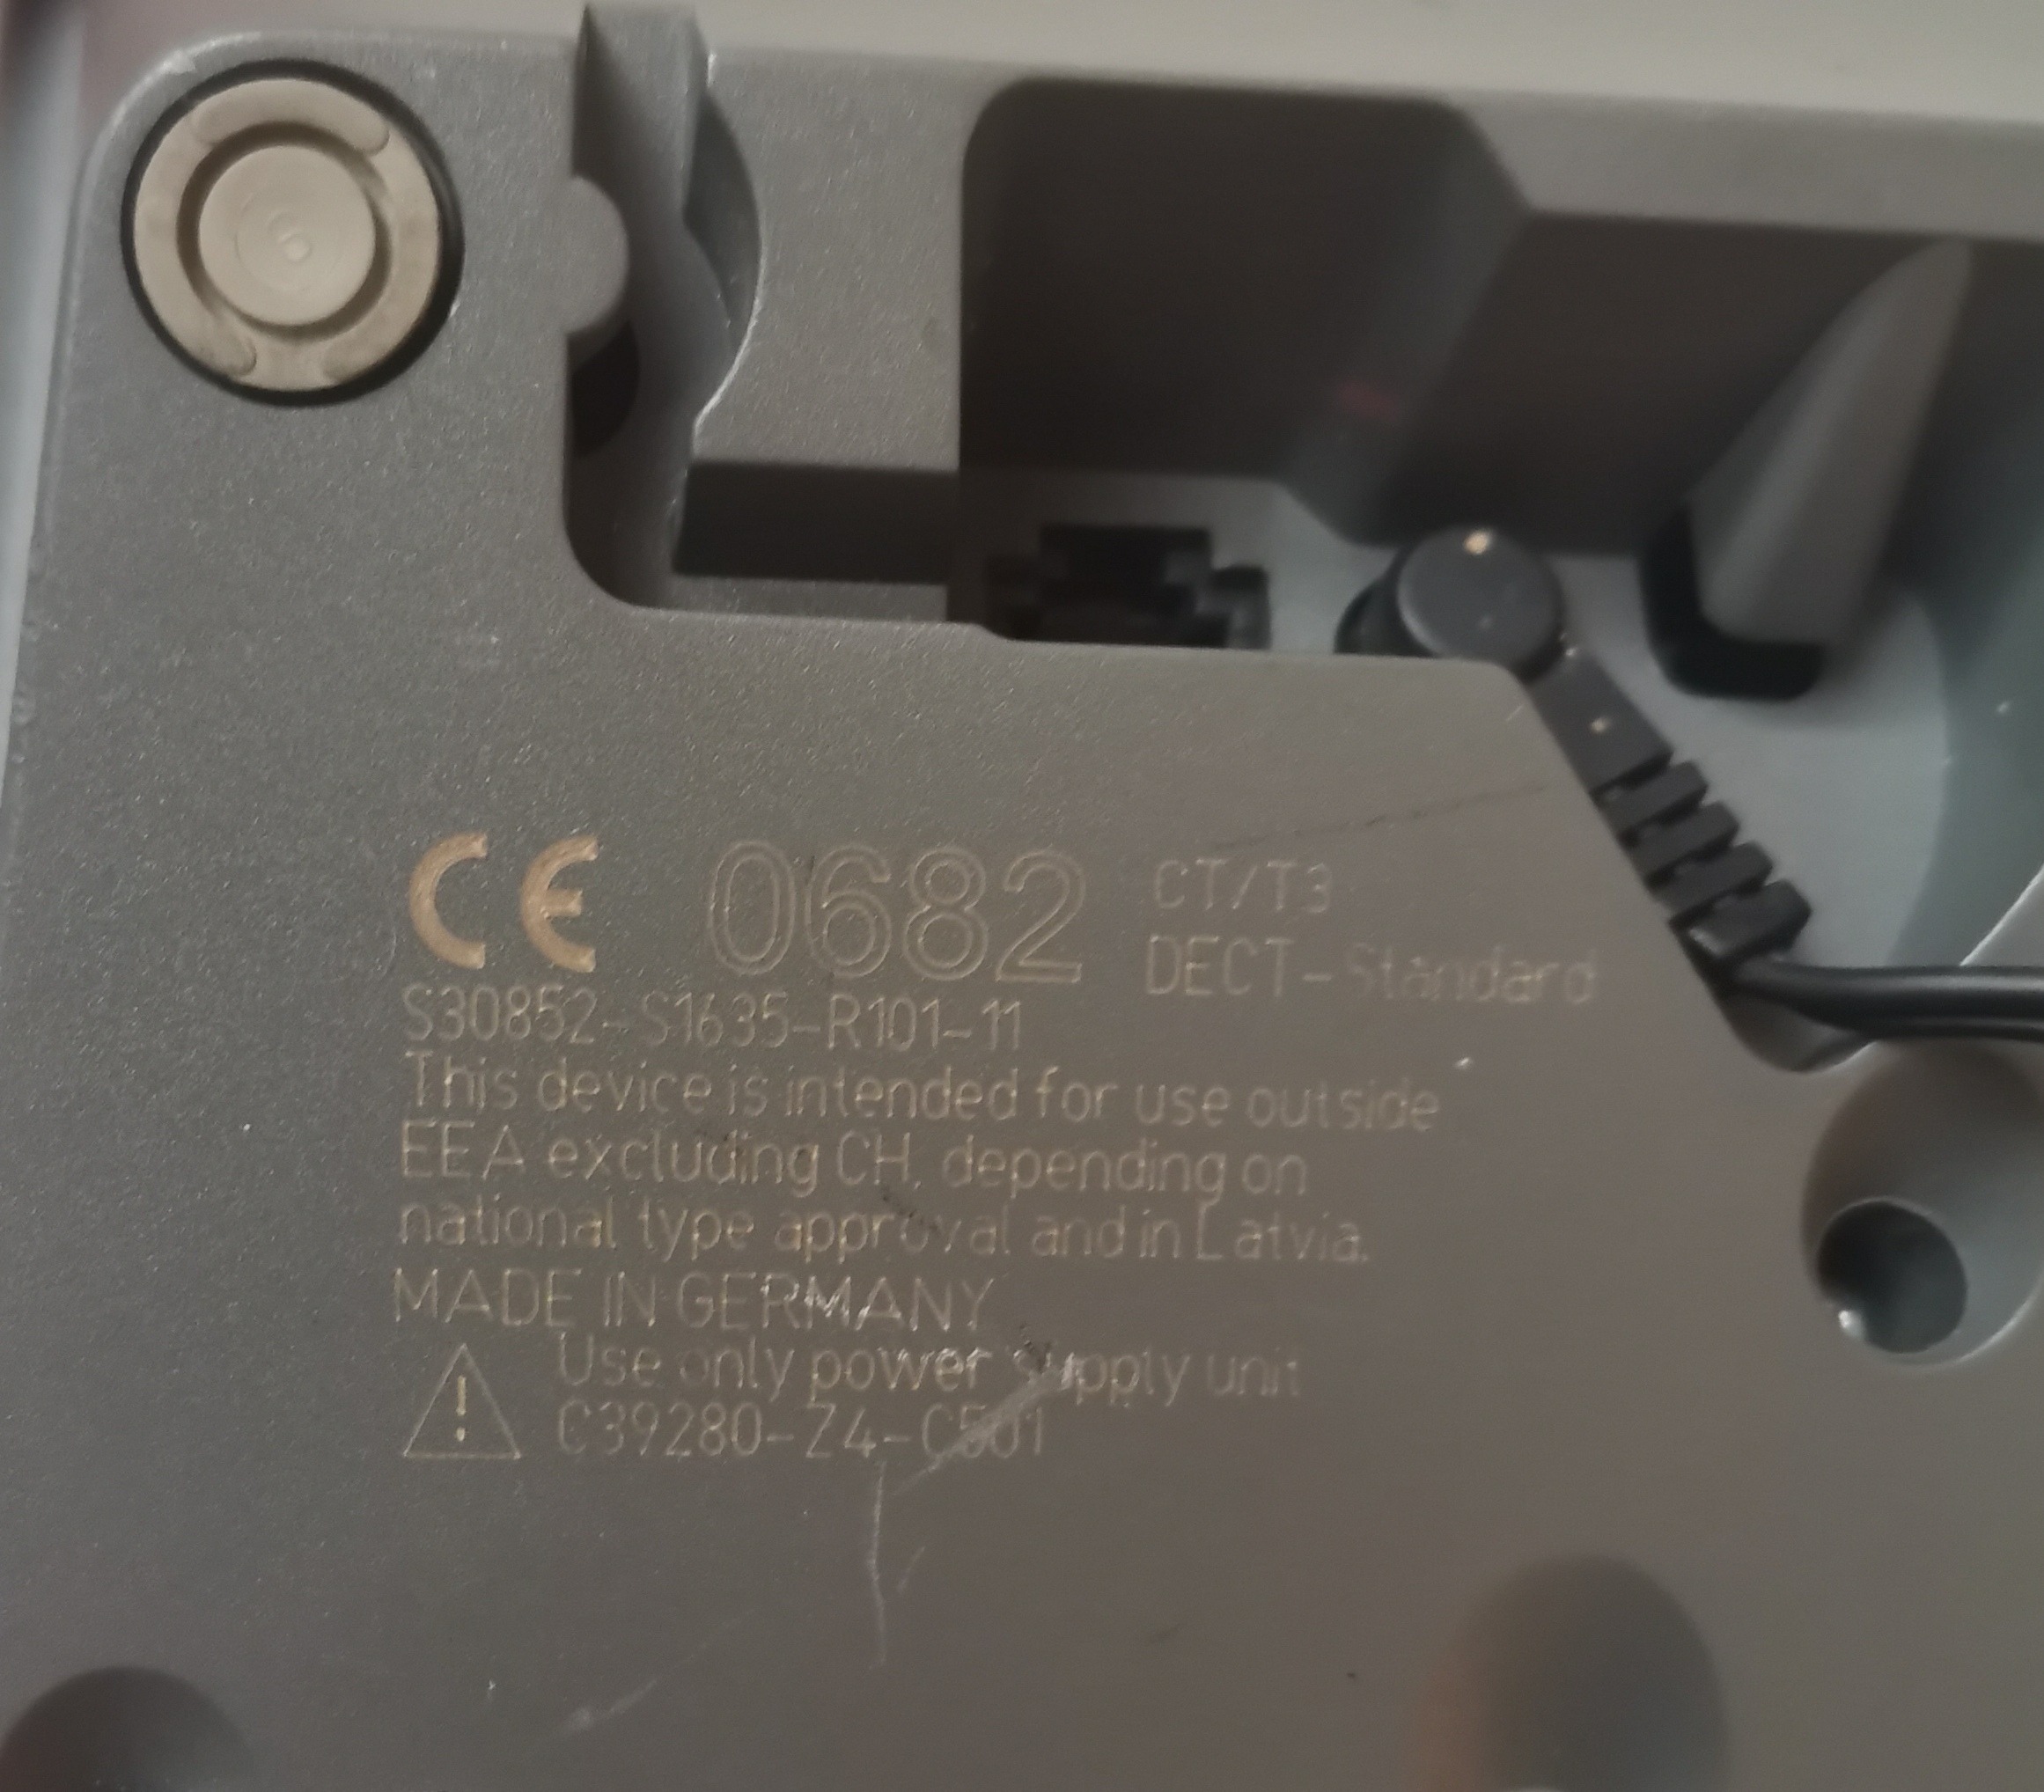 CE 0682 CT/T3
DECT-Standard
S30852-S1635-R101-11
This device is intended for use outside
EEA excluding CH, depending on
national type approval and in Latvia.
MADE IN GERMANY
! Use only power supply unit
C39280-Z4-C501